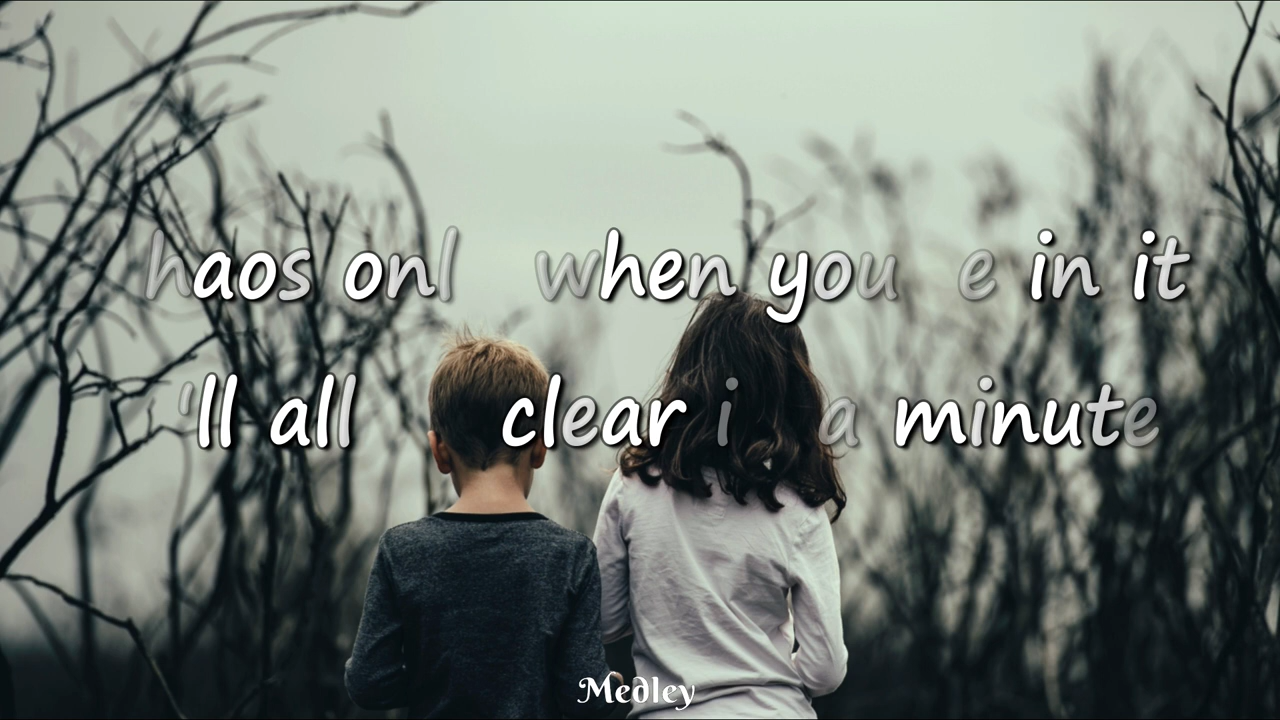 haos onl when you e in it
'll all clear i a minute
Medley